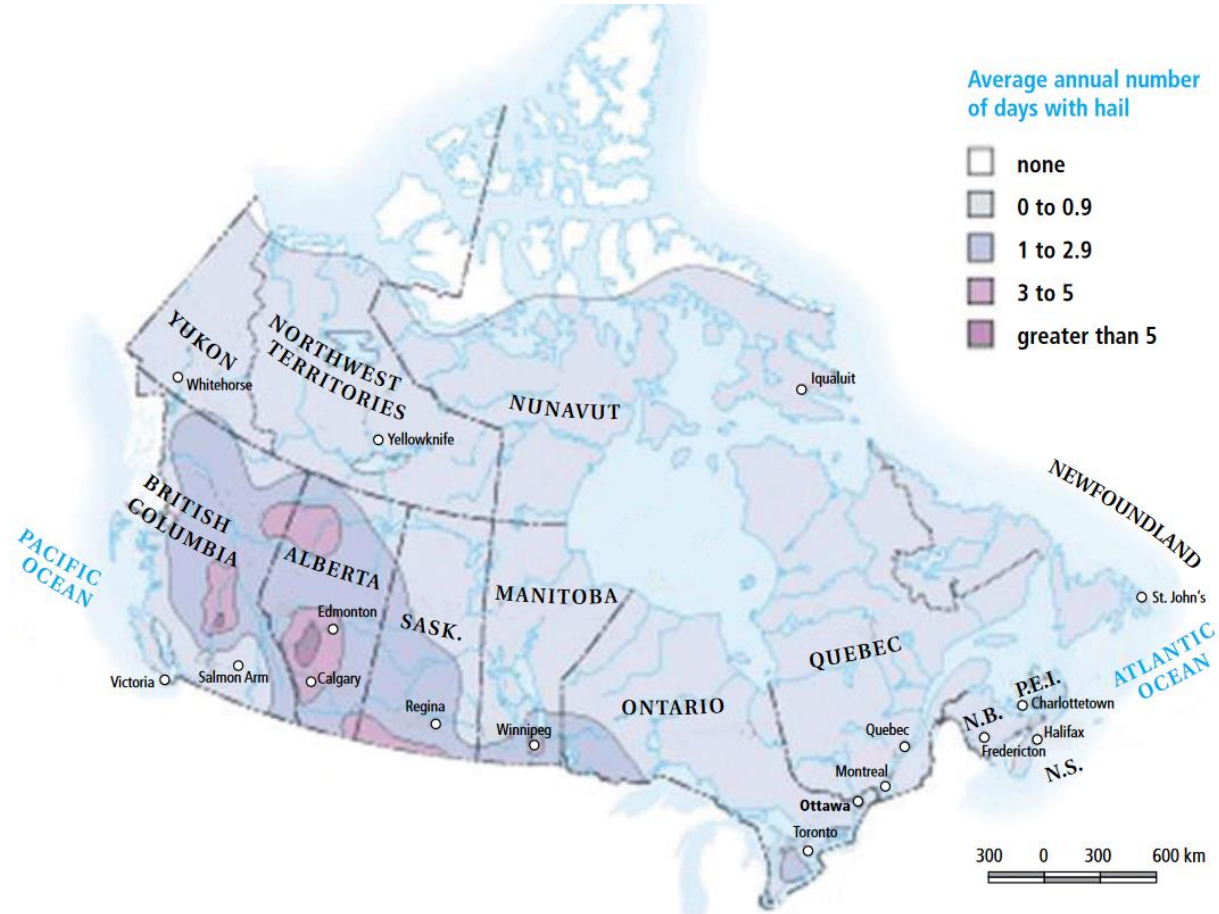 Average annual number
of days with hail
none
0 to 0.9
1 to 2.9
3 to 5
greater than 5
YUKON
Whitehorse
NORTHWEST
TERRITORIES
Yellowknife
NUNAVUT
Iqualuit
BRITISH
COLUMBIA
PACIFIC
OCEAN
ALBERTA
Edmonton
SASK.
MANITOBA
NEWFOUNDLAND
St. John's
Victoria
Salmon Arm
Calgary
Regina
Winnipeg
ONTARIO
QUEBEC
ATLANTIC
OCEAN
P.E.I.
Charlottetown
N.B.
Fredericton
Halifax
N.S.
Quebec
Montreal
Ottawa
Toronto
300 0 300 600 km